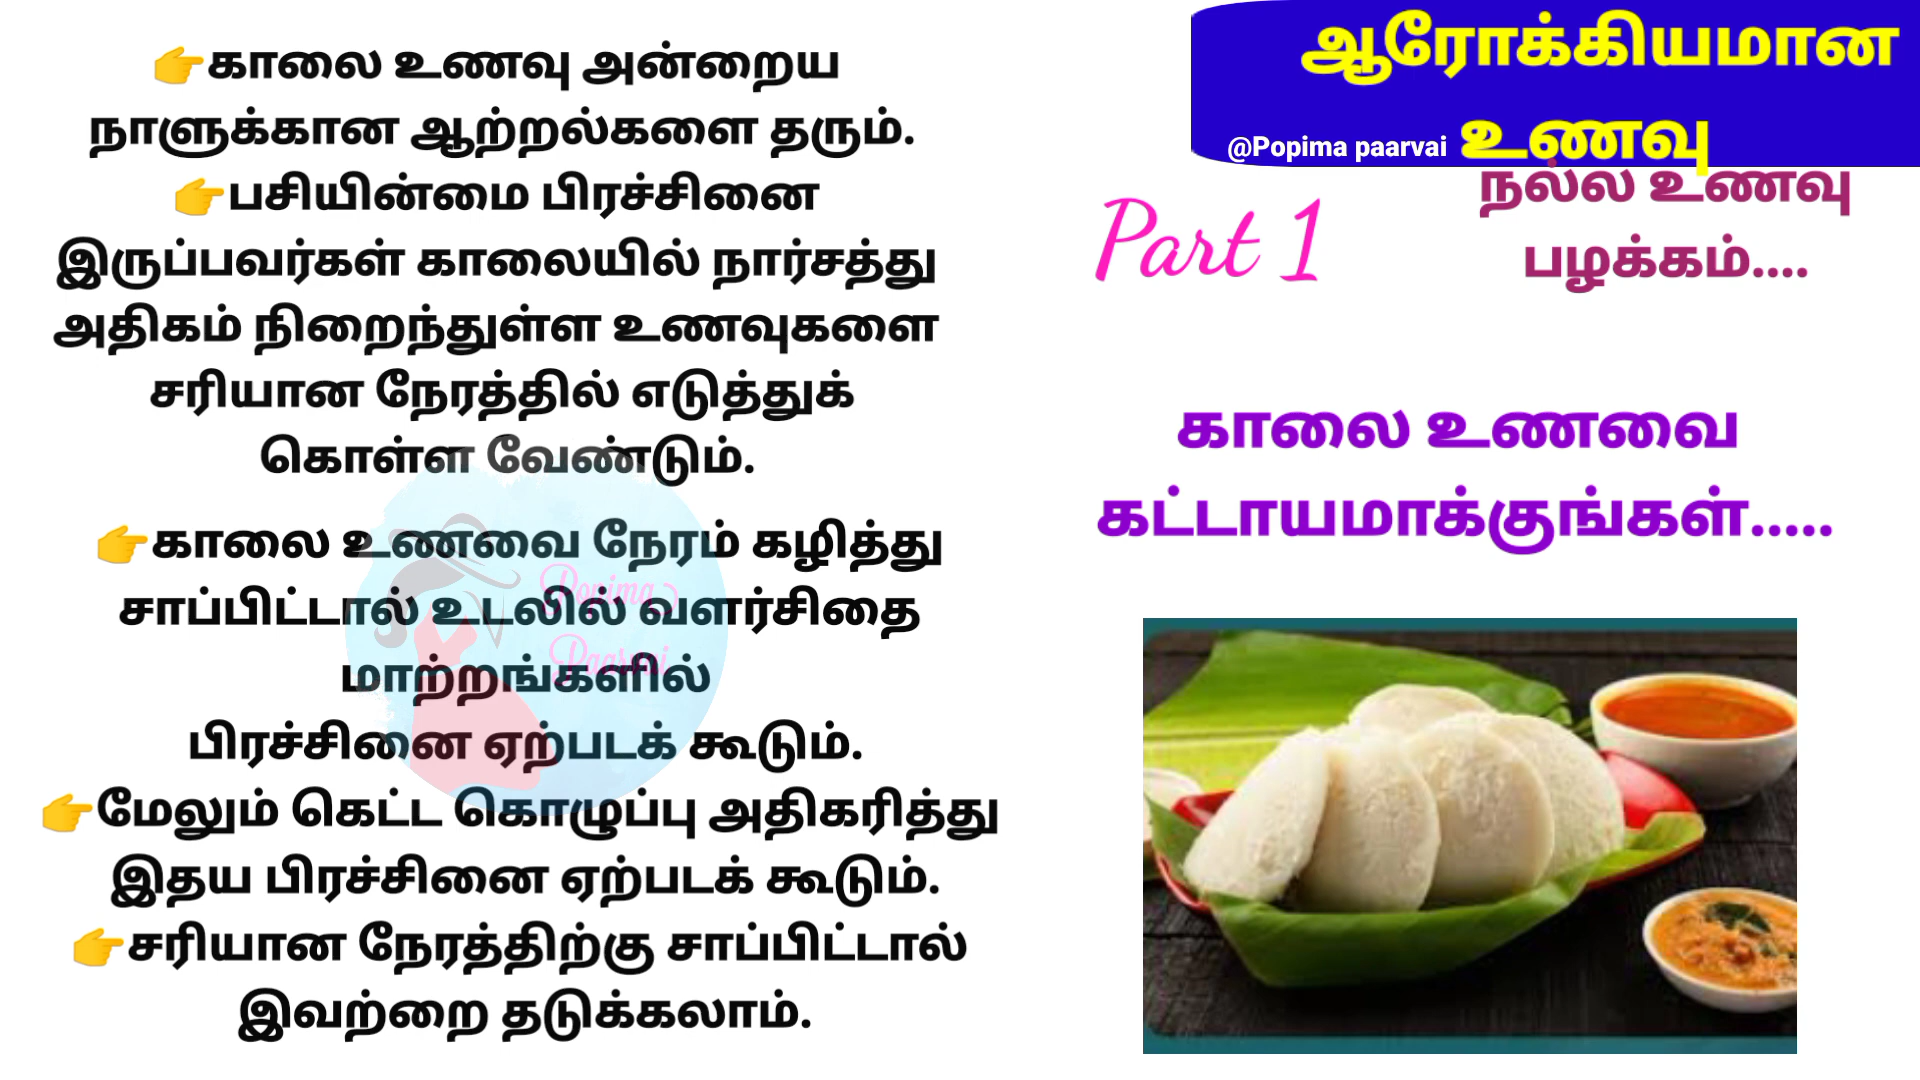 👉காலை உணவு அன்றைய
நாளுக்கான ஆற்றல்களை தரும்.
👉பசியின்மை பிரச்சினை
இருப்பவர்கள் காலையில் நார்சத்து
அதிகம் நிறைந்துள்ள உணவுகளை
சரியான நேரத்தில் எடுத்துக்
கொள்ள வேண்டும்.
👉காலை உணவை நேரம் கழித்து
சாப்பிட்டால் உடலில் வளர்சிதை
மாற்றங்களில்
பிரச்சினை ஏற்படக் கூடும்.
👉மேலும் கெட்ட கொழுப்பு அதிகரித்து
இதய பிரச்சினை ஏற்படக் கூடும்.
👉சரியான நேரத்திற்கு சாப்பிட்டால்
இவற்றை தடுக்கலாம்.
Popima
Paarvai
ஆரோக்கியமான
உணவு
@Popima paarvai
Part 1
நல்ல உணவு
பழக்கம்....
காலை உணவை
கட்டாயமாக்குங்கள்.....